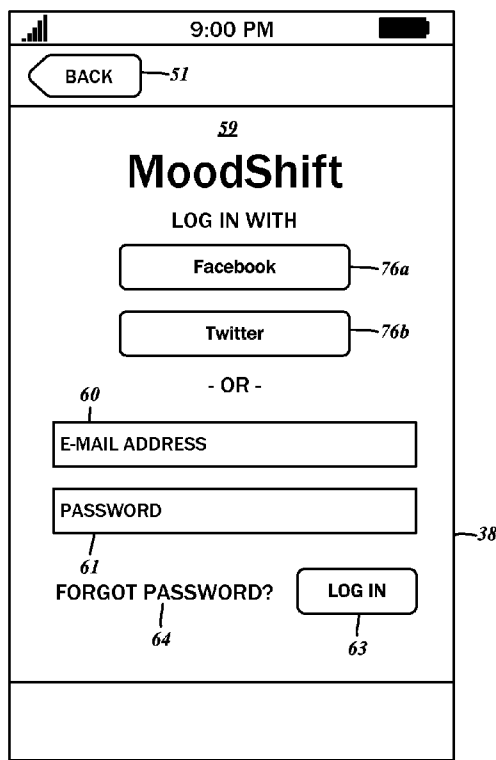 9:00 PM
BACK 51
59
MoodShift
LOG IN WITH
Facebook 76a
Twitter 76b
- OR -
60
E-MAIL ADDRESS
PASSWORD
38
61
FORGOT PASSWORD? LOG IN
64 63